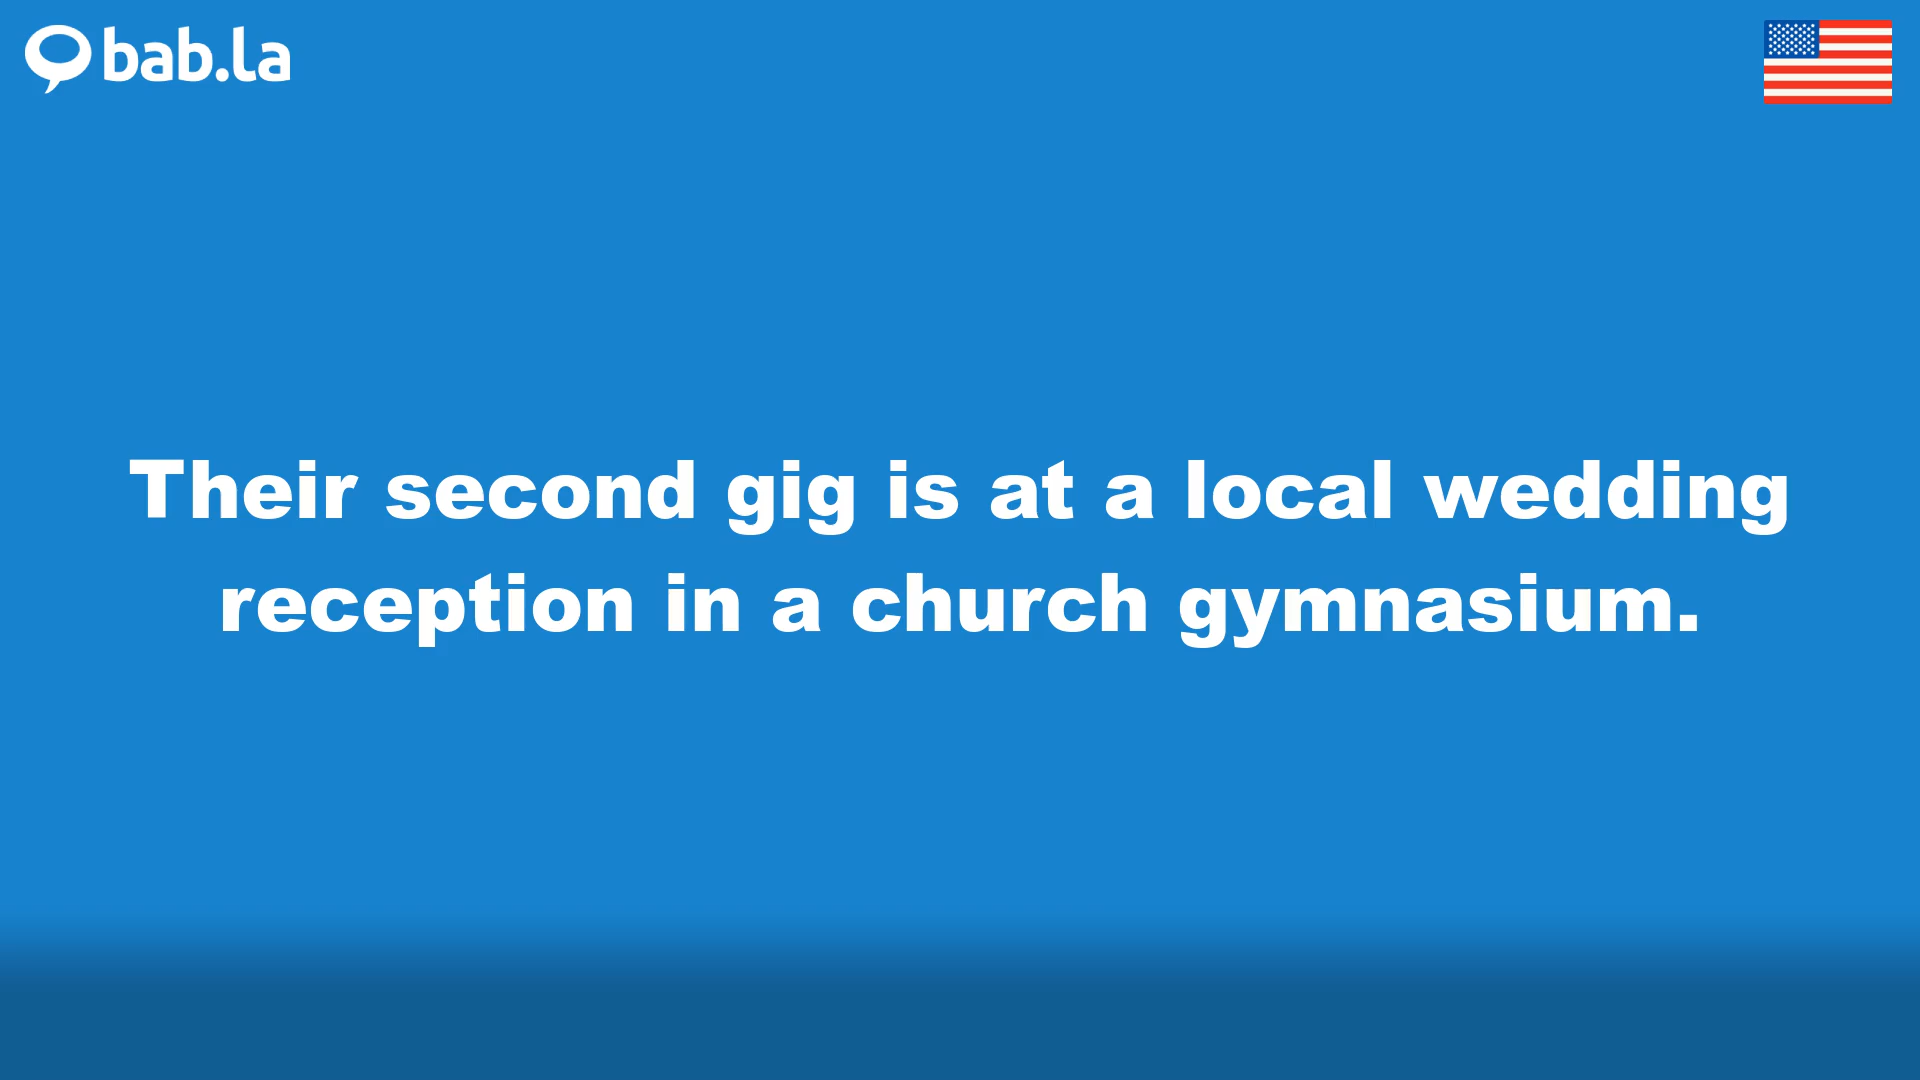 bab.la
Their second gig is at a local wedding
reception in a church gymnasium.